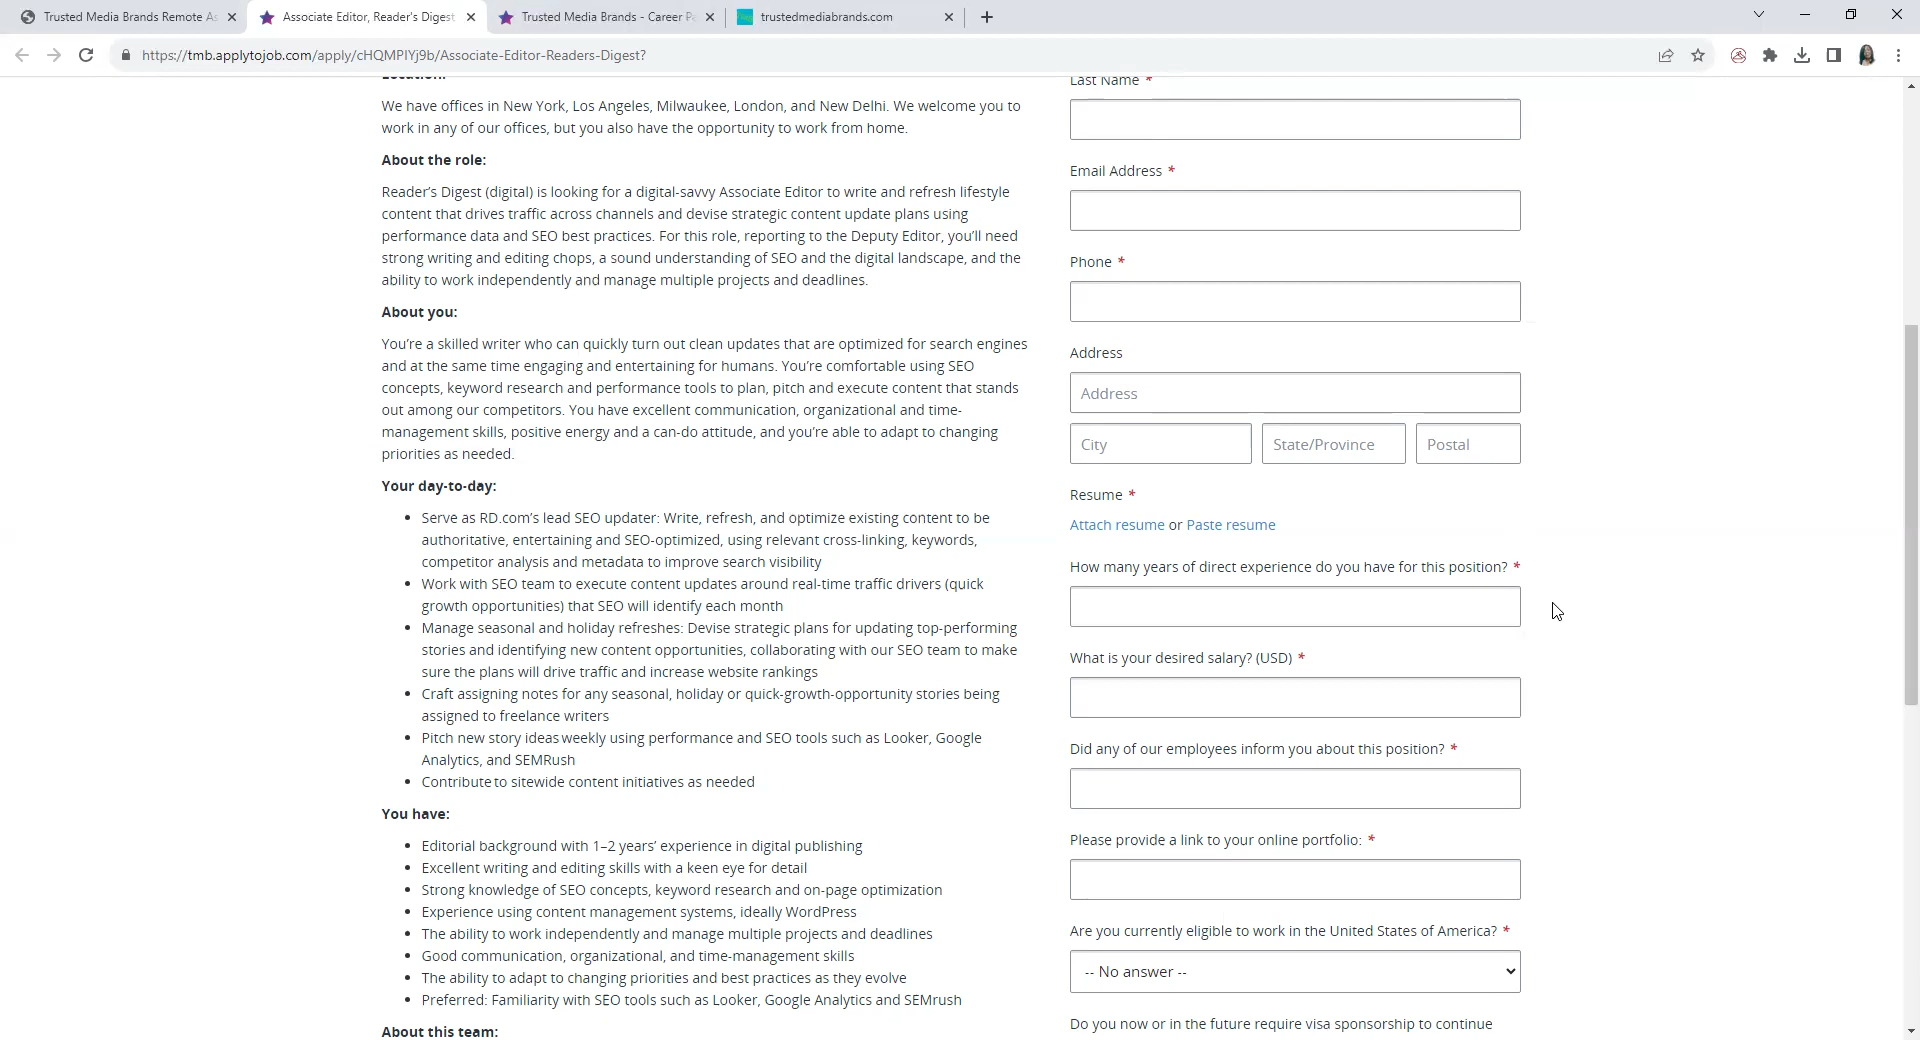 Trusted Media Brands Remote As
Associate Editor, Reader's Digest
Trusted Media Brands - Career Pa
trustedmediabrands.com
https://tmb.applytojob.com/apply/cHQMPIYj9b/Associate-Editor-Readers-Digest?
Location:
We have offices in New York, Los Angeles, Milwaukee, London, and New Delhi. We welcome you to
work in any of our offices, but you also have the opportunity to work from home.
About the role:
Reader’s Digest (digital) is looking for a digital-savvy Associate Editor to write and refresh lifestyle
content that drives traffic across channels and devise strategic content update plans using
performance data and SEO best practices. For this role, reporting to the Deputy Editor, you’ll need
strong writing and editing chops, a sound understanding of SEO and the digital landscape, and the
ability to work independently and manage multiple projects and deadlines.
About you:
You’re a skilled writer who can quickly turn out clean updates that are optimized for search engines
and at the same time engaging and entertaining for humans. You’re comfortable using SEO
concepts, keyword research and performance tools to plan, pitch and execute content that stands
out among our competitors. You have excellent communication, organizational and time-
management skills, positive energy and a can-do attitude, and you’re able to adapt to changing
priorities as needed.
Your day-to-day:
• Serve as RD.com’s lead SEO updater: Write, refresh, and optimize existing content to be
authoritative, entertaining and SEO-optimized, using relevant cross-linking, keywords,
competitor analysis and metadata to improve search visibility
• Work with SEO team to execute content updates around real-time traffic drivers (quick
growth opportunities) that SEO will identify each month
• Manage seasonal and holiday refreshes: Devise strategic plans for updating top-performing
stories and identifying new content opportunities, collaborating with our SEO team to make
sure the plans will drive traffic and increase website rankings
• Craft assigning notes for any seasonal, holiday or quick-growth-opportunity stories being
assigned to freelance writers
• Pitch new story ideas weekly using performance and SEO tools such as Looker, Google
Analytics, and SEMRush
• Contribute to sitewide content initiatives as needed
You have:
• Editorial background with 1–2 years’ experience in digital publishing
• Excellent writing and editing skills with a keen eye for detail
• Strong knowledge of SEO concepts, keyword research and on-page optimization
• Experience using content management systems, ideally WordPress
• The ability to work independently and manage multiple projects and deadlines
• Good communication, organizational, and time-management skills
• The ability to adapt to changing priorities and best practices as they evolve
• Preferred: Familiarity with SEO tools such as Looker, Google Analytics and SEMrush
About this team:
Last Name *
Email Address *
Phone *
Address
Address
City State/Province Postal
Resume *
Attach resume or Paste resume
How many years of direct experience do you have for this position? *
What is your desired salary? (USD) *
Did any of our employees inform you about this position? *
Please provide a link to your online portfolio: *
Are you currently eligible to work in the United States of America? *
-- No answer --
Do you now or in the future require visa sponsorship to continue